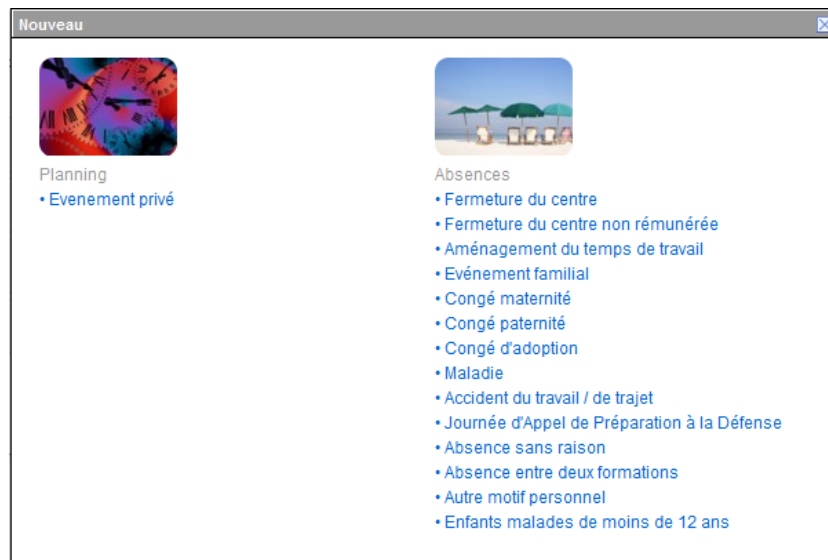 Nouveau
Planning
• Evenement privé
Absences
• Fermeture du centre
• Fermeture du centre non rémunérée
• Aménagement du temps de travail
• Evénement familial
• Congé maternité
• Congé paternité
• Congé d'adoption
• Maladie
• Accident du travail / de trajet
• Journée d'Appel de Préparation à la Défense
• Absence sans raison
• Absence entre deux formations
• Autre motif personnel
• Enfants malades de moins de 12 ans